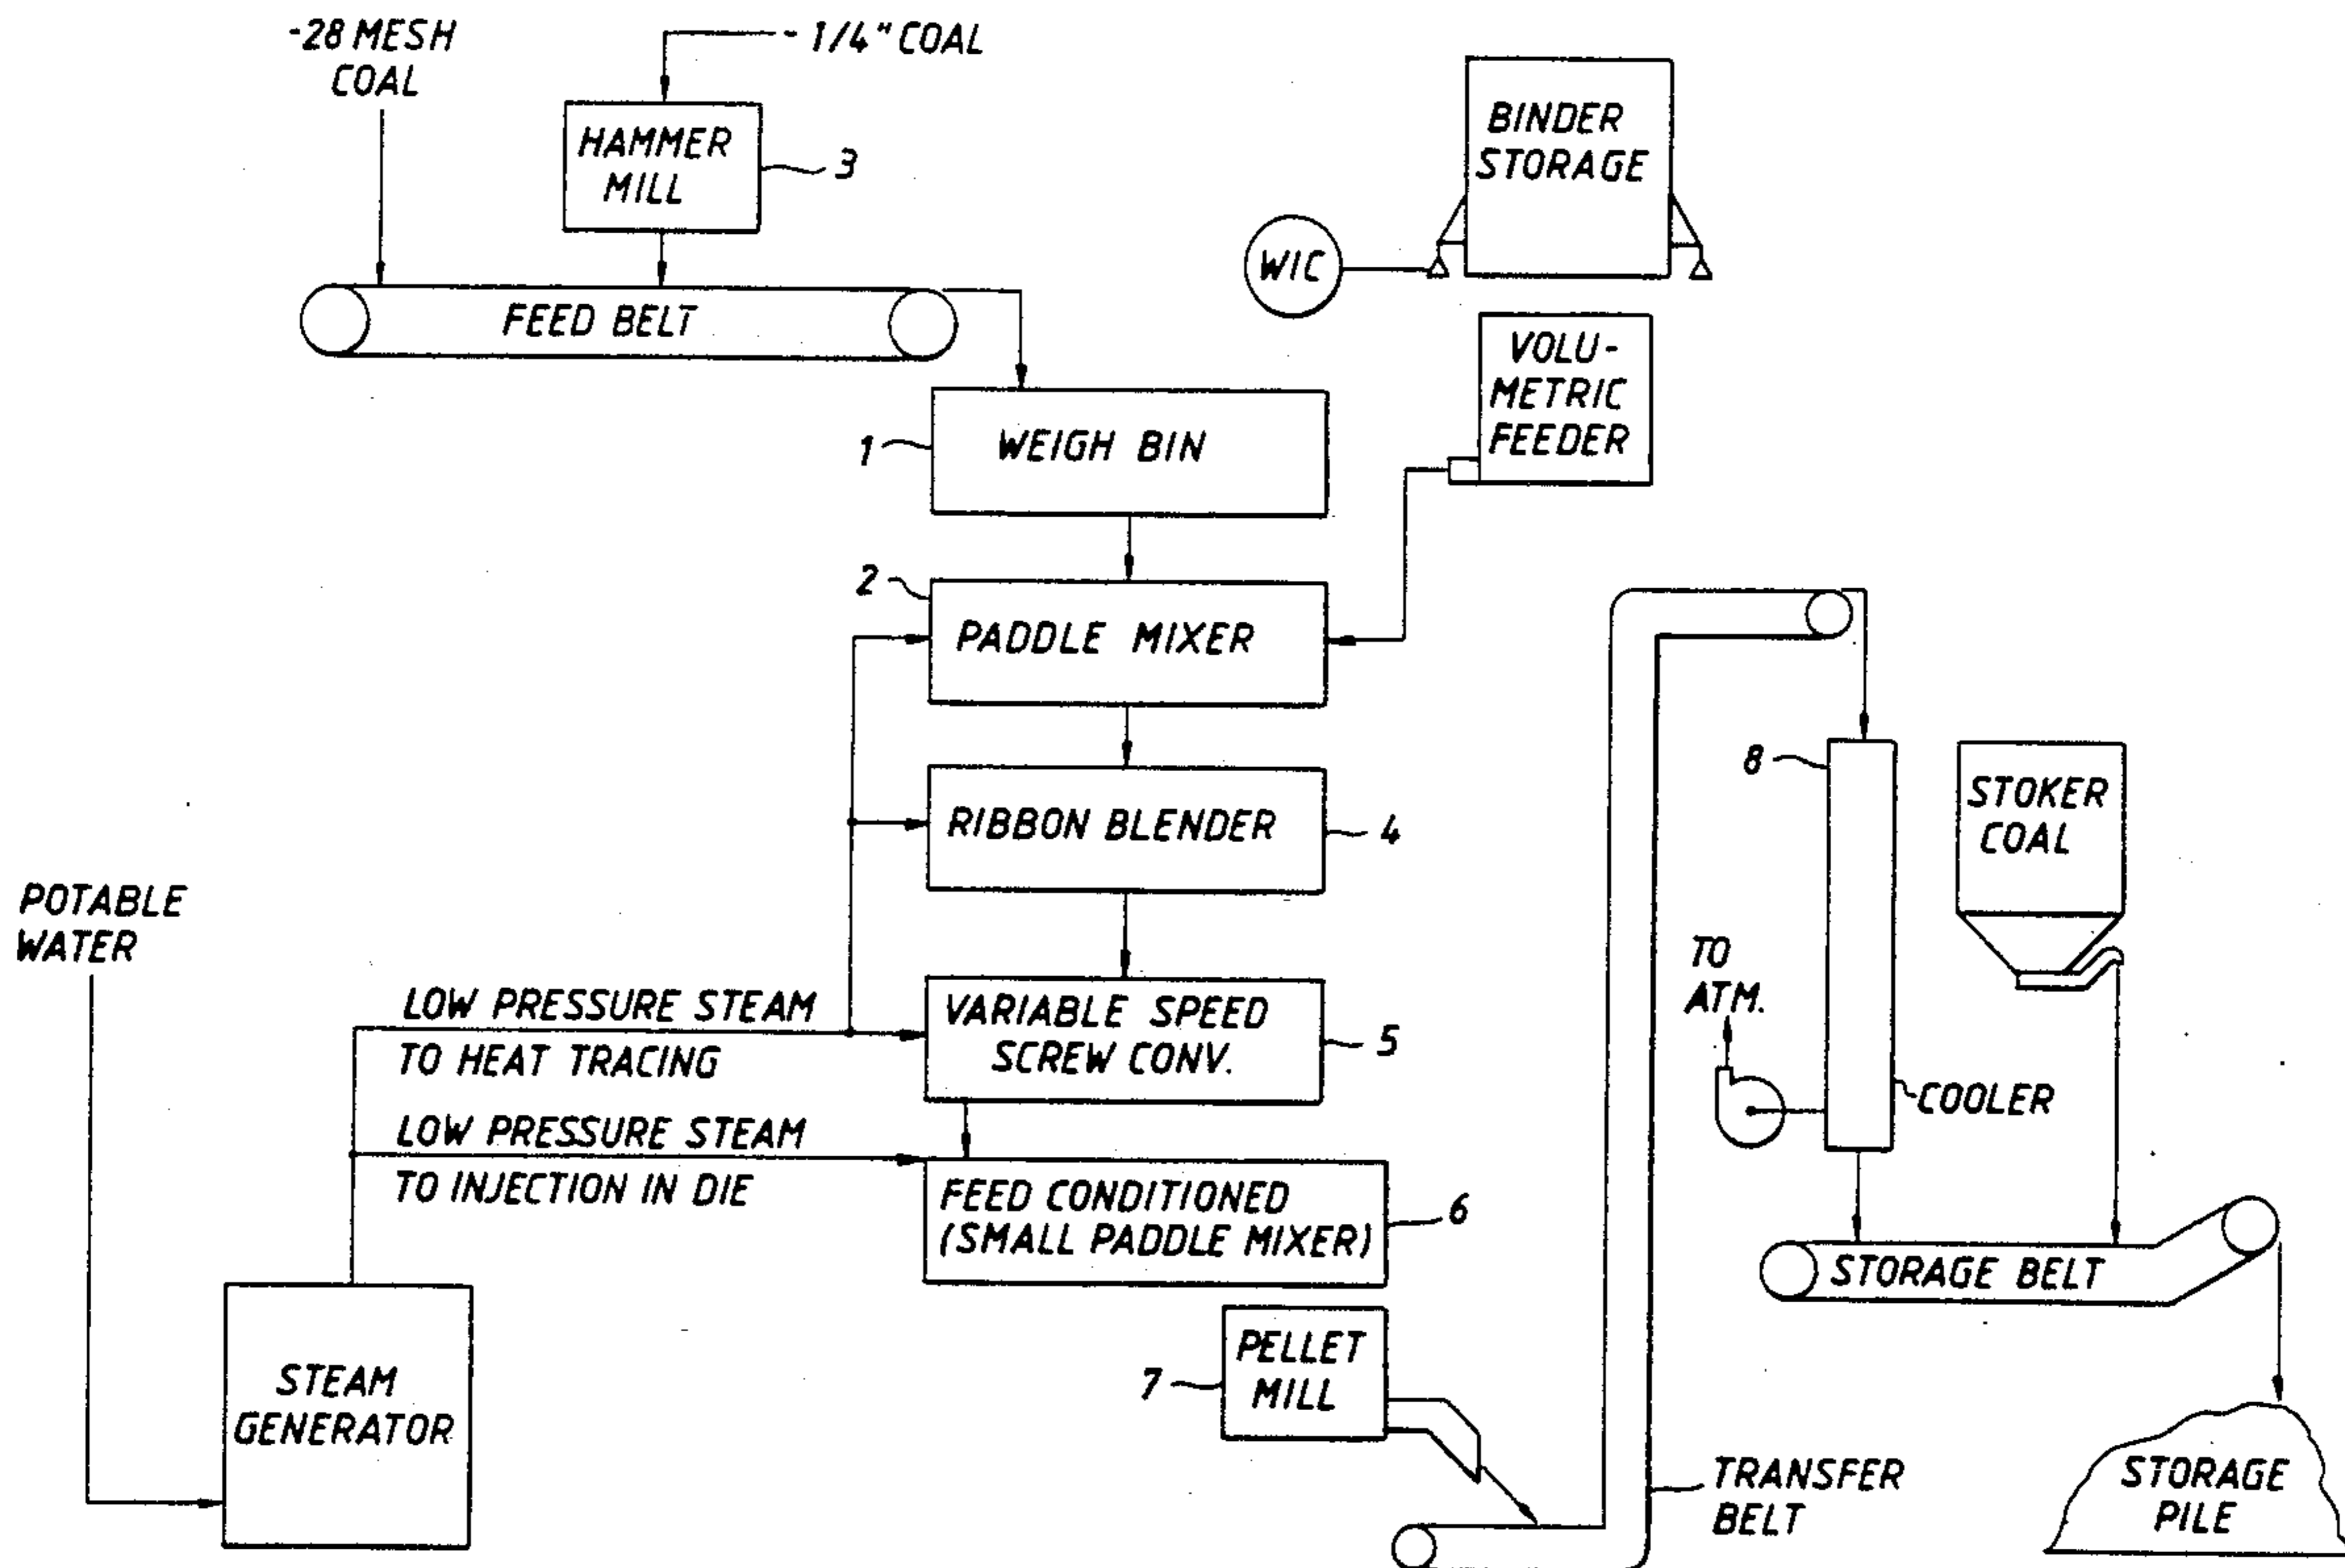 -28 MESH
COAL
- 1/4" COAL
HAMMER
MILL
3
FEED BELT
BINDER
STORAGE
WIC
VOLU-
METRIC
FEEDER
1
WEIGH BIN
2
PADDLE MIXER
RIBBON BLENDER
4
POTABLE
WATER
LOW PRESSURE STEAM
TO HEAT TRACING
VARIABLE SPEED
SCREW CONV.
5
LOW PRESSURE STEAM
TO INJECTION IN DIE
FEED CONDITIONED
(SMALL PADDLE MIXER)
6
STEAM
GENERATOR
PELLET
MILL
7
TRANSFER
BELT
8
COOLER
TO
ATM.
STOKER
COAL
STORAGE BELT
STORAGE
PILE